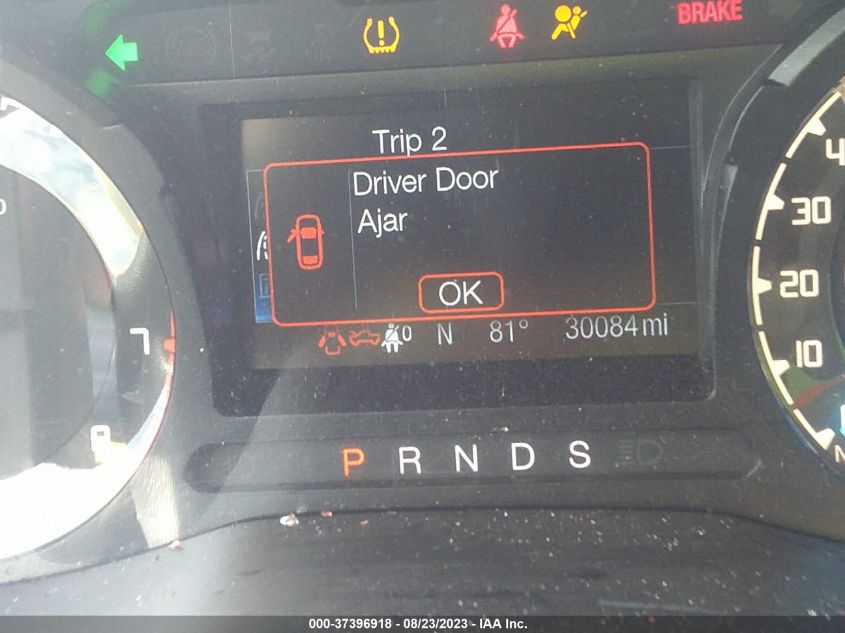 BRAKE
Trip 2
Driver Door
Ajar
OK
0 N 81° 30084 mi
P R N D S
30
20
10
000-37396918 - 08/23/2023 - IAA Inc.